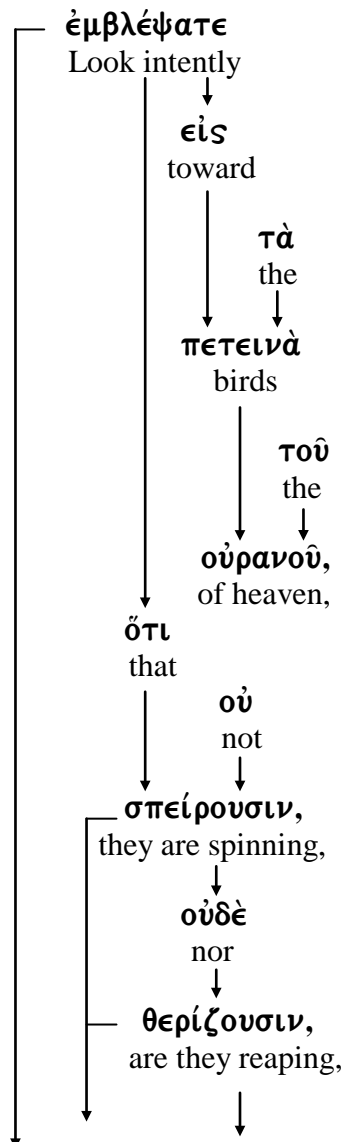 ἐμβλέψατε
Look intently
εἰς
toward
τὰ
the
πετεινὰ
birds
τοῦ
the
οὐρανοῦ,
of heaven,
ὅτι
that
οὐ
not
σπείρουσιν,
they are spinning,
οὐδὲ
nor
θερίζουσιν,
are they reaping,